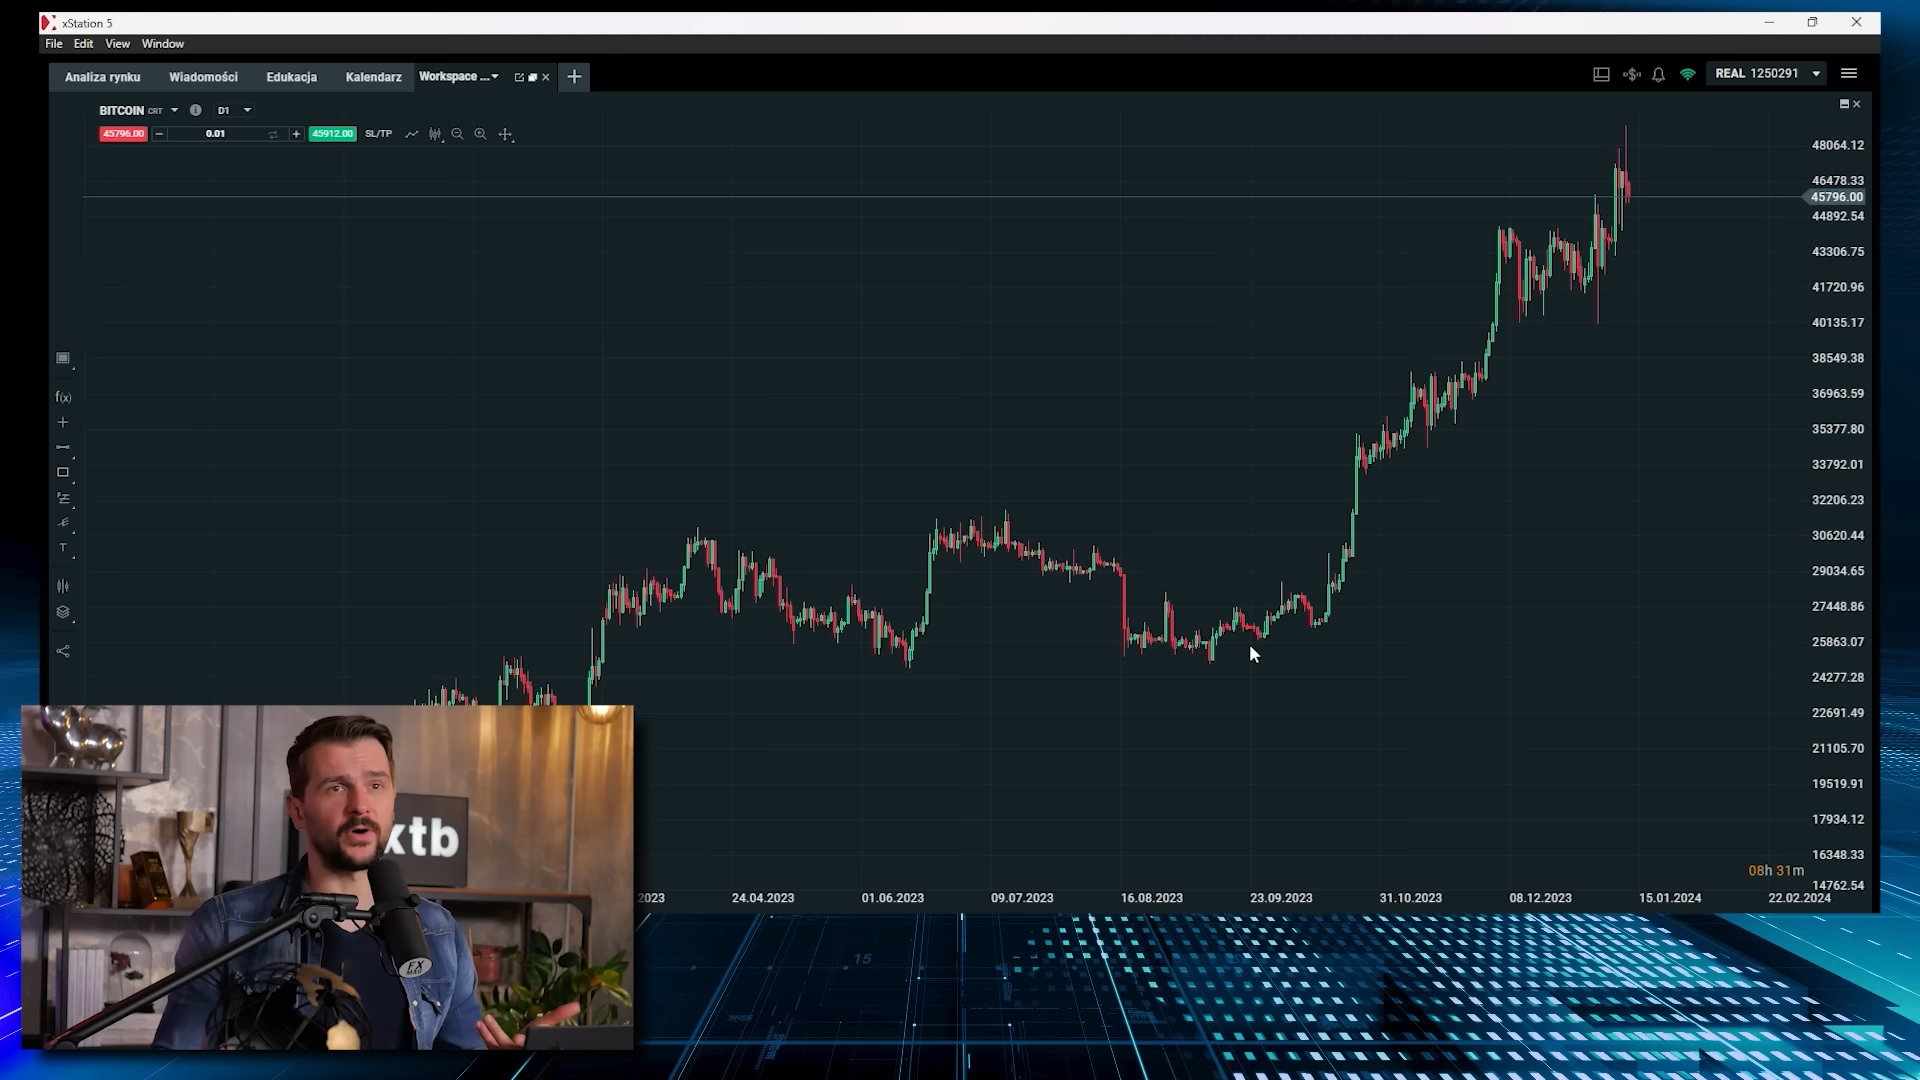 xStation 5
File Edit View Window
Analiza rynku Wiadomości Edukacja Kalendarz Workspace ... REAL 1250291
BITCOIN CRT D1
45796.00 0.01 45912.00 SL/TP
48064.12
46478.33
45796.00
44892.54
43306.75
41720.96
40135.17
38549.38
36963.59
f(x)
35377.80
33792.01
32206.23
30620.44
T
29034.65
27448.86
25863.07
24277.28
22691.49
21105.70
19519.91
17934.12
16348.33
08h 31m
14762.54
2023 24.04.2023 01.06.2023 09.07.2023 16.08.2023 23.09.2023 31.10.2023 08.12.2023 15.01.2024 22.02.2024
xtb
FX
MAG
15